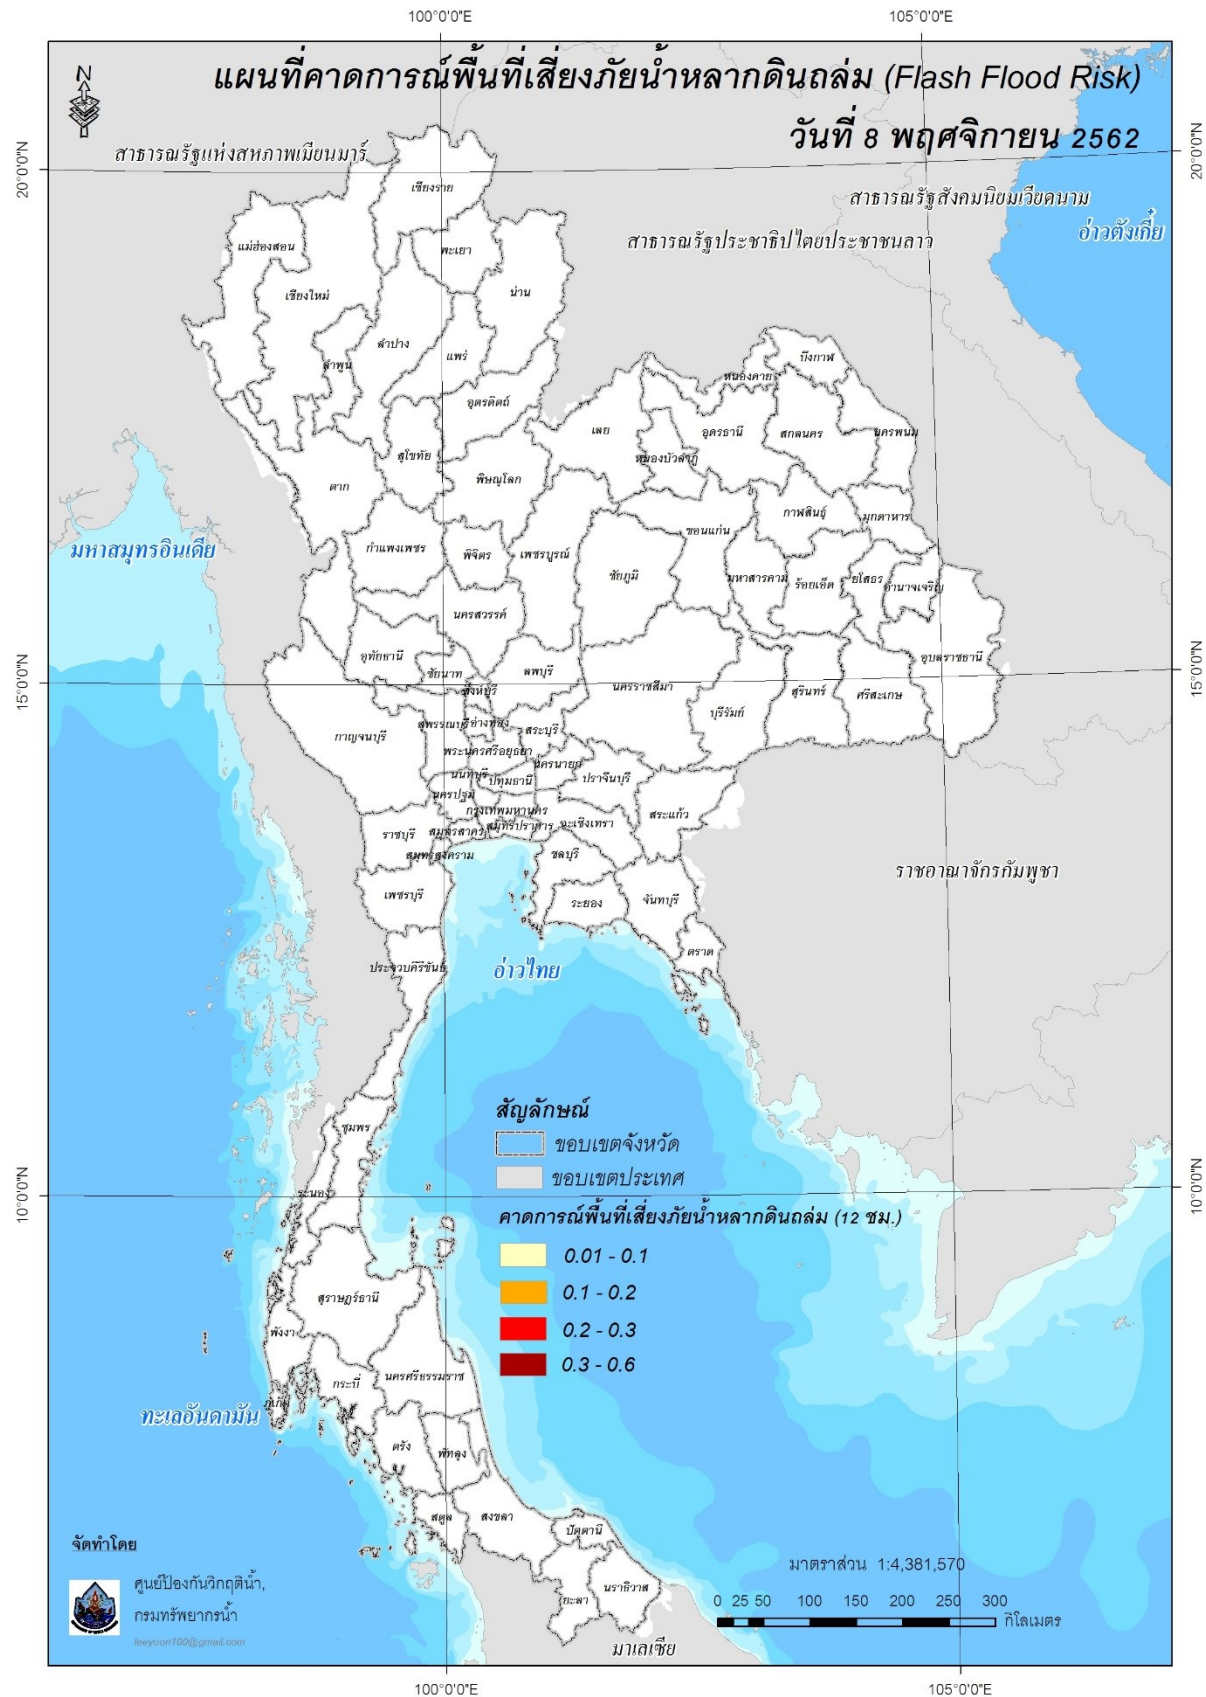 100°0'0"E
105°0'0"E
แผนที่คาดการณ์พื้นที่เสี่ยงภัยน้ำหลากดินถล่ม (Flash Flood Risk)
วันที่ 8 พฤศจิกายน 2562
N
20°0'0"N
20°0'0"N
สาธารณรัฐแห่งสหภาพเมียนมาร์
สาธารณรัฐสังคมนิยมเวียดนาม
สาธารณรัฐประชาธิปไตยประชาชนลาว
อ่าวตังเกี๋ย
เชียงราย
แม่ฮ่องสอน
พะเยา
เชียงใหม่
น่าน
ลำปาง
แพร่
ลำพูน
อุตรดิตถ์
บึงกาฬ
หนองคาย
เลย
อุดรธานี
สกลนคร
นครพนม
สุโขทัย
หนองบัวลำภู
ตาก
พิษณุโลก
กาฬสินธุ์
มุกดาหาร
ขอนแก่น
มหาสมุทรอินเดีย
กำแพงเพชร
พิจิตร
เพชรบูรณ์
ชัยภูมิ
มหาสารคาม
ร้อยเอ็ด
ยโสธร
อำนาจเจริญ
นครสวรรค์
อุทัยธานี
ชัยนาท
ลพบุรี
อุบลราชธานี
15°0'0"N
15°0'0"N
สิงห์บุรี
นครราชสีมา
สุรินทร์
ศรีสะเกษ
บุรีรัมย์
กาญจนบุรี
สุพรรณบุรี
อ่างทอง
สระบุรี
พระนครศรีอยุธยา
นครนายก
นนทบุรี
ปทุมธานี
ปราจีนบุรี
นครปฐม
กรุงเทพมหานคร
สระแก้ว
ราชบุรี
สมุทรสาคร
สมุทรปราการ
ฉะเชิงเทรา
สมุทรสงคราม
ชลบุรี
ราชอาณาจักรกัมพูชา
เพชรบุรี
ระยอง
จันทบุรี
ตราด
ประจวบคีรีขันธ์
อ่าวไทย
สัญลักษณ์
ขอบเขตจังหวัด
ขอบเขตประเทศ
คาดการณ์พื้นที่เสี่ยงภัยน้ำหลากดินถล่ม (12 ชม.)
0.01 - 0.1
0.1 - 0.2
0.2 - 0.3
0.3 - 0.6
ชุมพร
ระนอง
10°0'0"N
10°0'0"N
สุราษฎร์ธานี
พังงา
กระบี่
นครศรีธรรมราช
ภูเก็ต
ทะเลอันดามัน
ตรัง
พัทลุง
สตูล
สงขลา
ปัตตานี
นราธิวาส
ยะลา
มาเลเซีย
จัดทำโดย
ศูนย์ป้องกันวิกฤติน้ำ,
กรมทรัพยากรน้ำ
feeyoon100@gmail.com
มาตราส่วน 1:4,381,570
0 25 50 100 150 200 250 300
กิโลเมตร
100°0'0"E
105°0'0"E